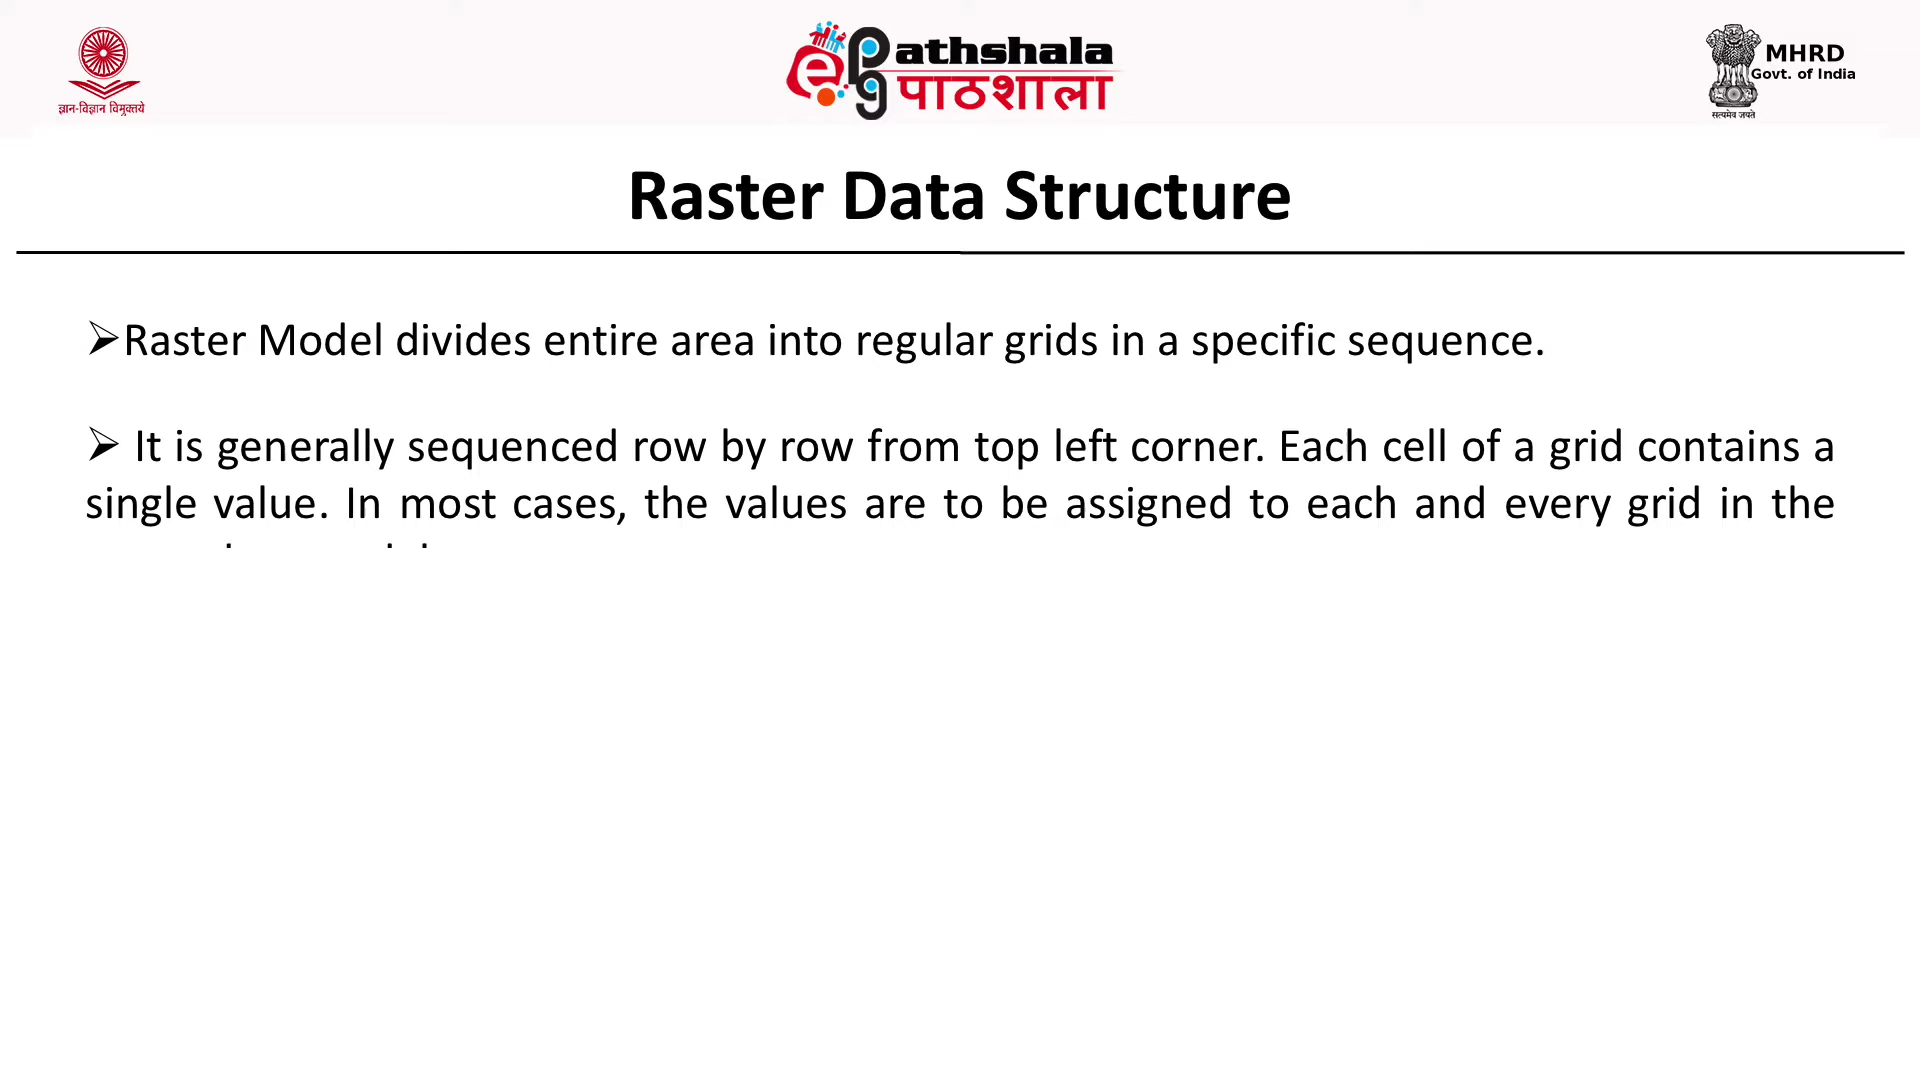 ज्ञान-विज्ञान विमुक्तये
ePGathshala
पाठशाला
MHRD
Govt. of India
सत्यमेव जयते
Raster Data Structure
➢Raster Model divides entire area into regular grids in a specific sequence.
➢ It is generally sequenced row by row from top left corner. Each cell of a grid contains a
single value. In most cases, the values are to be assigned to each and every grid in the